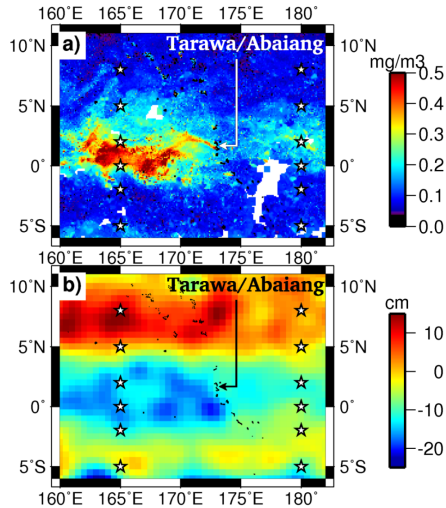 160°E 165°E 170°E 175°E 180°
a) Tarawa/Abaiang
10°N 10°N mg/m3
0.5
5°N 5°N
0.4
0.3
0° 0°
0.2
0.1
5°S 5°S
0.0
160°E 165°E 170°E 175°E 180°
b) Tarawa/Abaiang
10°N 10°N cm
10
5°N 5°N
0
0° 0°
-10
-20
5°S 5°S
160°E 165°E 170°E 175°E 180°